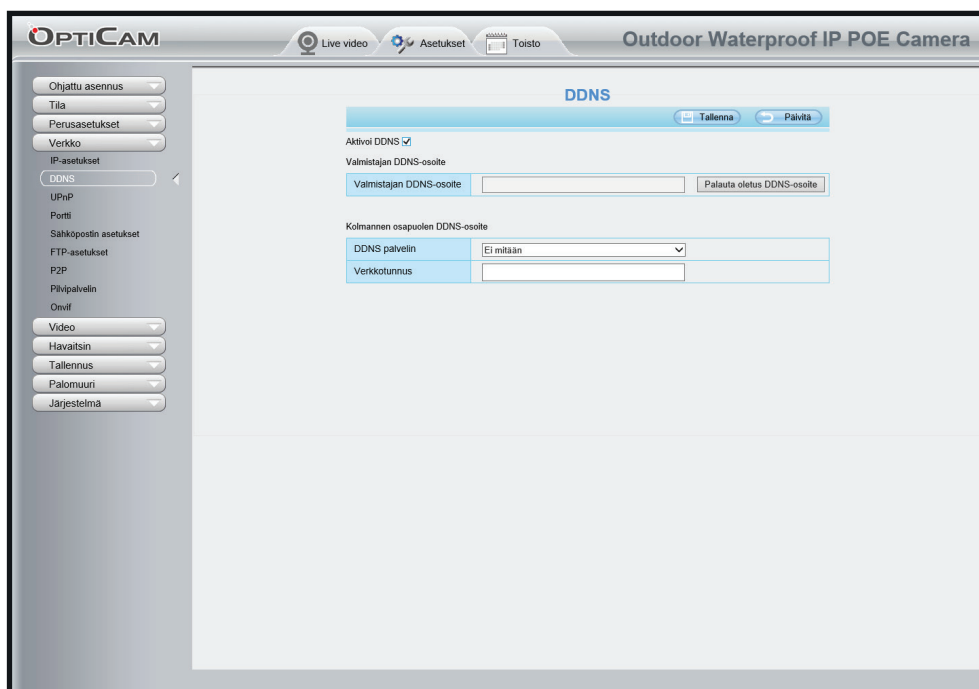 OPTICAM
Live video
Asetukset
Toisto
Outdoor Waterproof IP POE Camera
Ohjattu asennus
Tila
Perusasetukset
Verkko
IP-asetukset
DDNS
UPnP
Portti
Sähköpostin asetukset
FTP-asetukset
P2P
Pilvipalvelin
Onvif
Video
Havaitsin
Tallennus
Palomuuri
Järjestelmä
DDNS
Tallenna
Päivitä
Aktivoi DDNS
Valmistajan DDNS-osoite
Valmistajan DDNS-osoite
Palauta oletus DDNS-osoite
Kolmannen osapuolen DDNS-osoite
DDNS palvelin
Ei mitään
Verkkotunnus